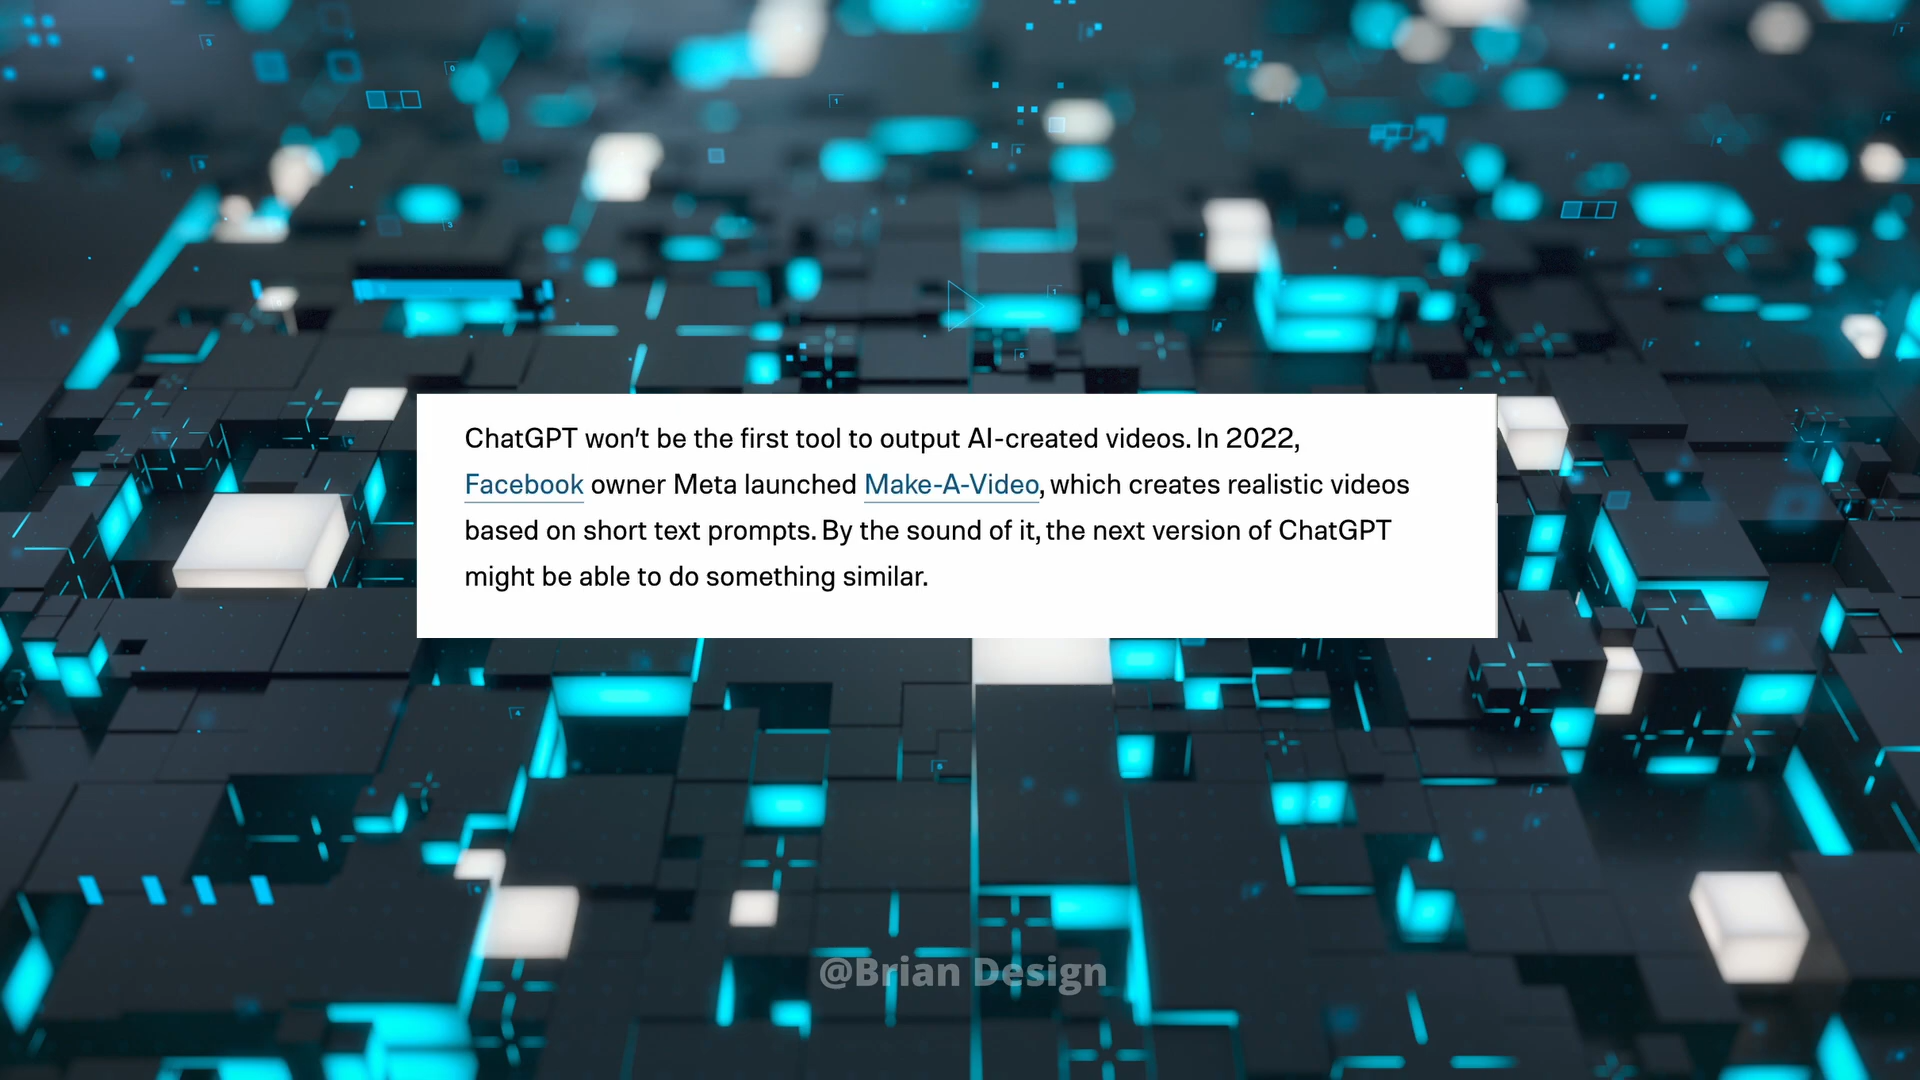 ChatGPT won't be the first tool to output AI-created videos. In 2022,
Facebook owner Meta launched Make-A-Video, which creates realistic videos
based on short text prompts. By the sound of it, the next version of ChatGPT
might be able to do something similar.
@Brian Design